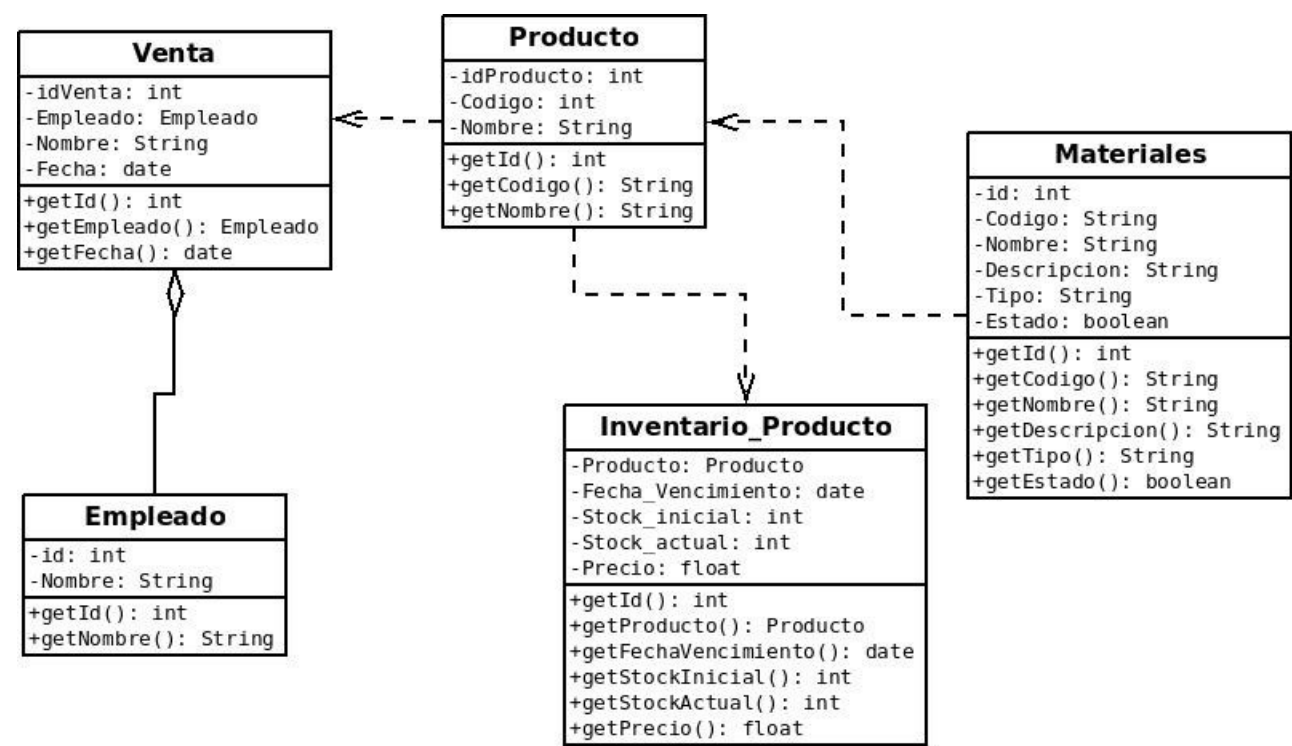 Venta
-idVenta: int
-Empleado: Empleado
-Nombre: String
-Fecha: date
+getId(): int
+getEmpleado(): Empleado
+getFecha(): date
Producto
-idProducto: int
-Codigo: int
-Nombre: String
+getId(): int
+getCodigo(): String
+getNombre(): String
Materiales
-id: int
-Codigo: String
-Nombre: String
-Descripcion: String
-Tipo: String
-Estado: boolean
+getId(): int
+getCodigo(): String
+getNombre(): String
+getDescripcion(): String
+getTipo(): String
+getEstado(): boolean
Empleado
-id: int
-Nombre: String
+getId(): int
+getNombre(): String
Inventario_Producto
-Producto: Producto
-Fecha_Vencimiento: date
-Stock_inicial: int
-Stock_actual: int
-Precio: float
+getId(): int
+getProducto(): Producto
+getFechaVencimiento(): date
+getStockInicial(): int
+getStockActual(): int
+getPrecio(): float